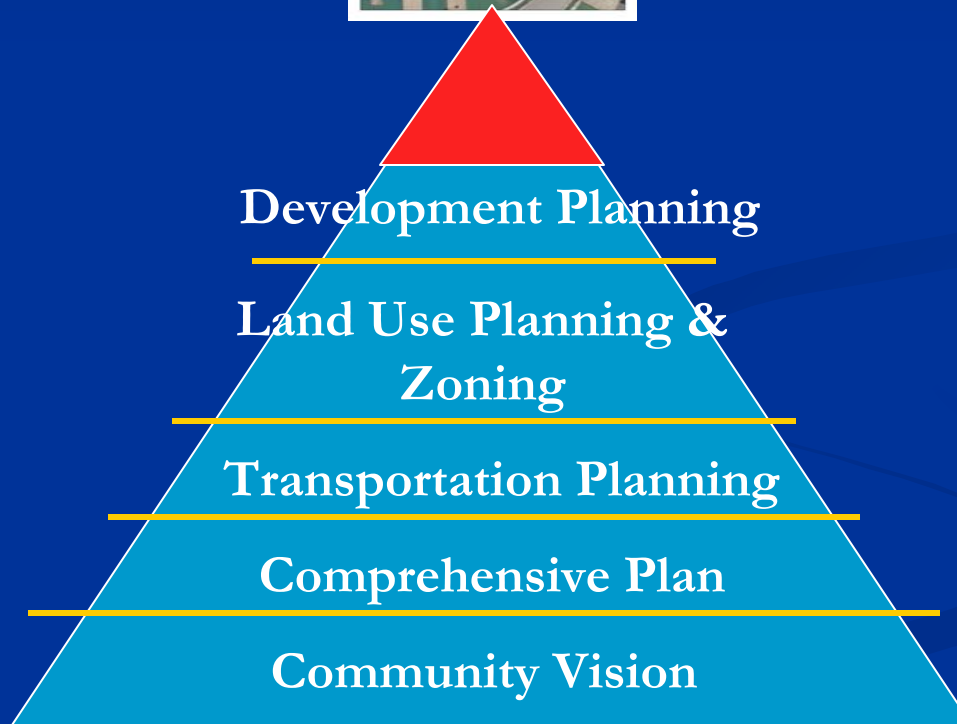 Development Planning
Land Use Planning &
Zoning
Transportation Planning
Comprehensive Plan
Community Vision